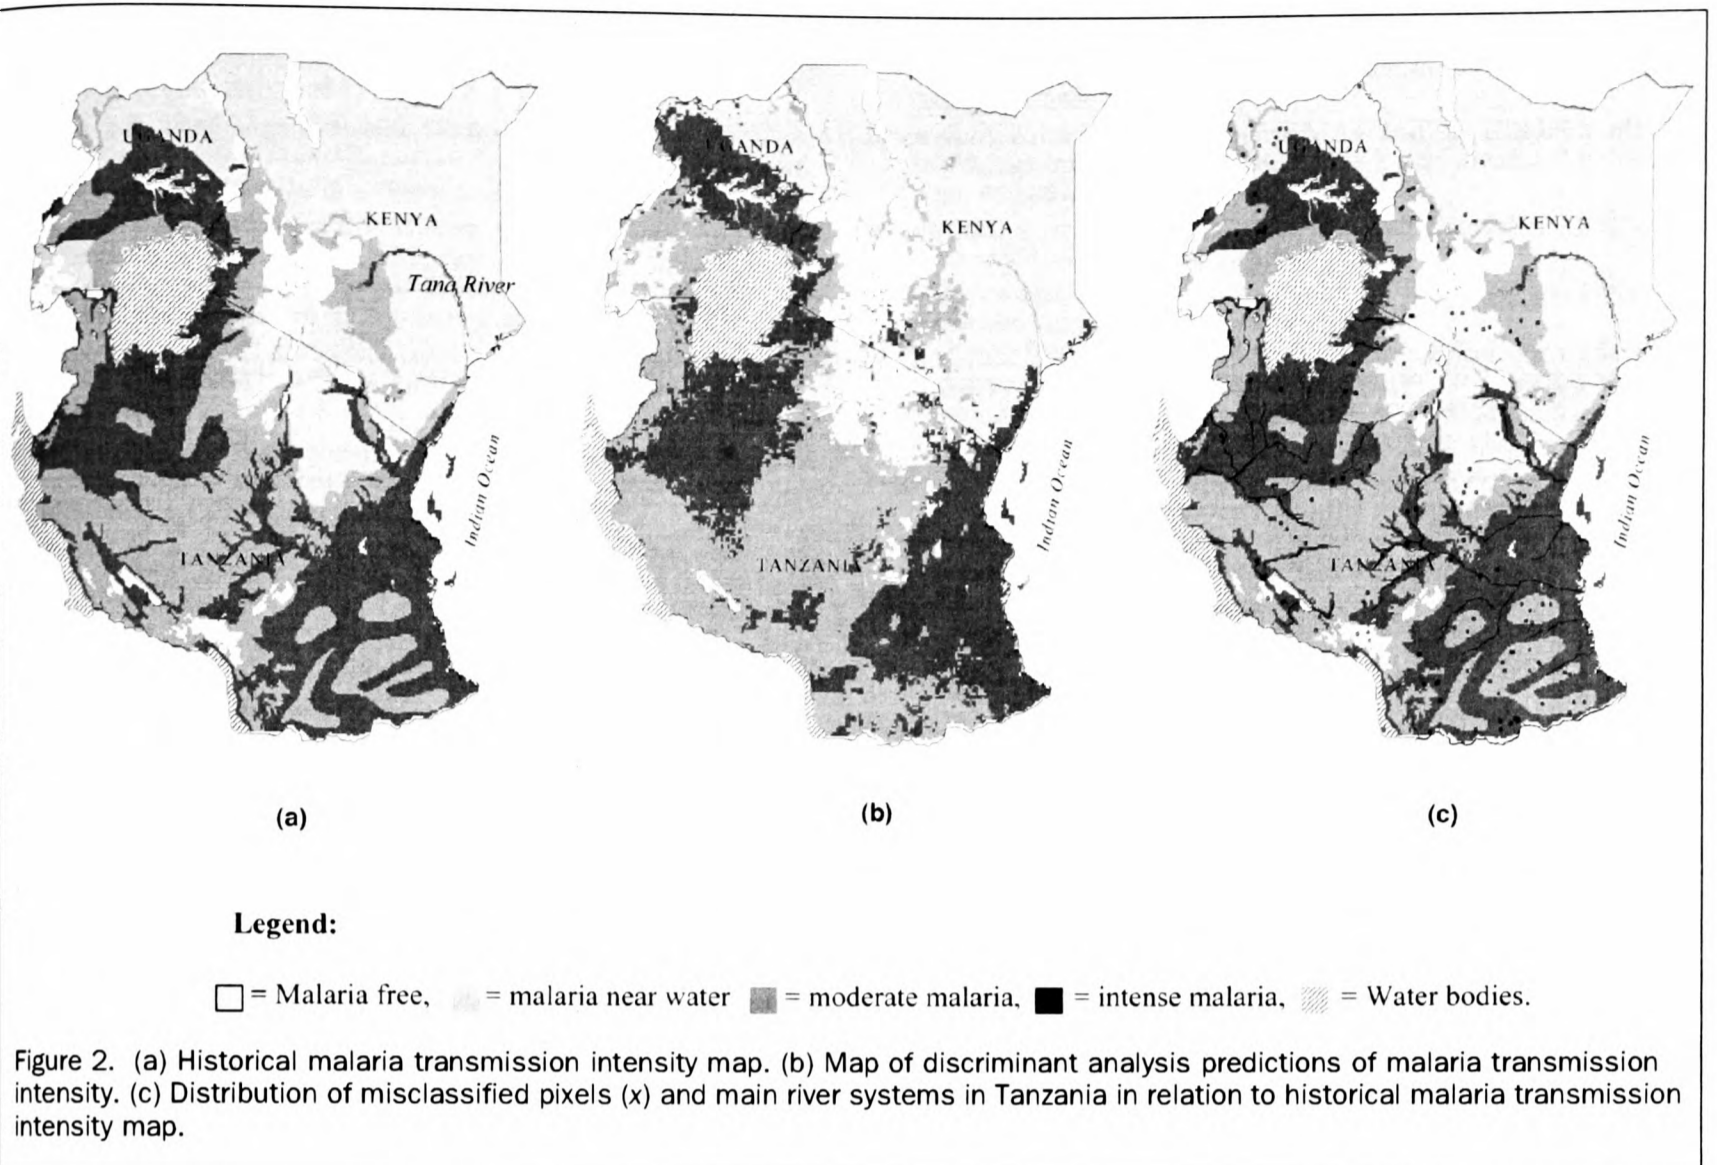 UGANDA
KENYA
Tana River
TANZANIA
Indian Ocean
(a)
UGANDA
KENYA
TANZANIA
Indian Ocean
(b)
UGANDA
KENYA
TANZANIA
Indian Ocean
(c)
Legend:
= Malaria free, = malaria near water = moderate malaria, = intense malaria, = Water bodies.
Figure 2. (a) Historical malaria transmission intensity map. (b) Map of discriminant analysis predictions of malaria transmission
intensity. (c) Distribution of misclassified pixels (x) and main river systems in Tanzania in relation to historical malaria transmission
intensity map.